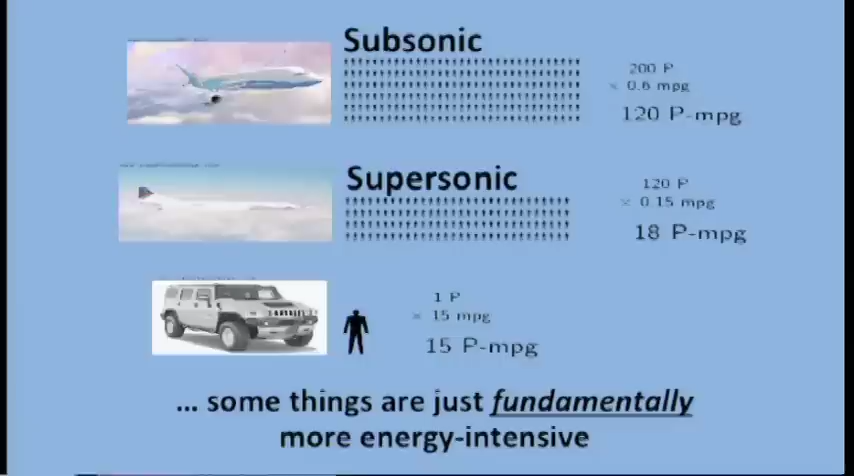 Subsonic
200 P
× 0.6 mpg
120 P-mpg
Supersonic
120 P
× 0.15 mpg
18 P-mpg
1 P
× 15 mpg
15 P-mpg
... some things are just fundamentally
more energy-intensive